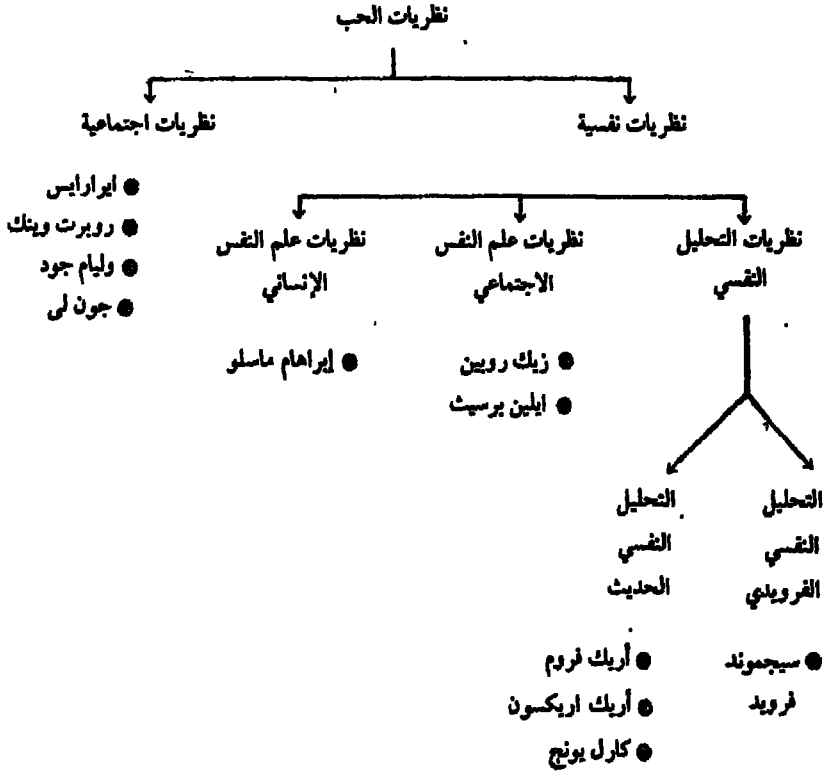 نظريات الحب
نظريات نفسية
نظريات اجتماعية
نظريات التحليل
النفسي
نظريات علم النفس
الاجتماعي
نظريات علم النفس
الإنساني
● ايرارايس
● روبرت وينك
● وليام جود
● جون لى
● زيك روبين
● ايلين برسيث
● إبراهام ماسلو
التحليل
النفسي
الفرويدي
التحليل
النفسي
الحديث
● سيجموند
فرويد
● أريك فروم
● أريك اريكسون
● كارل يونج